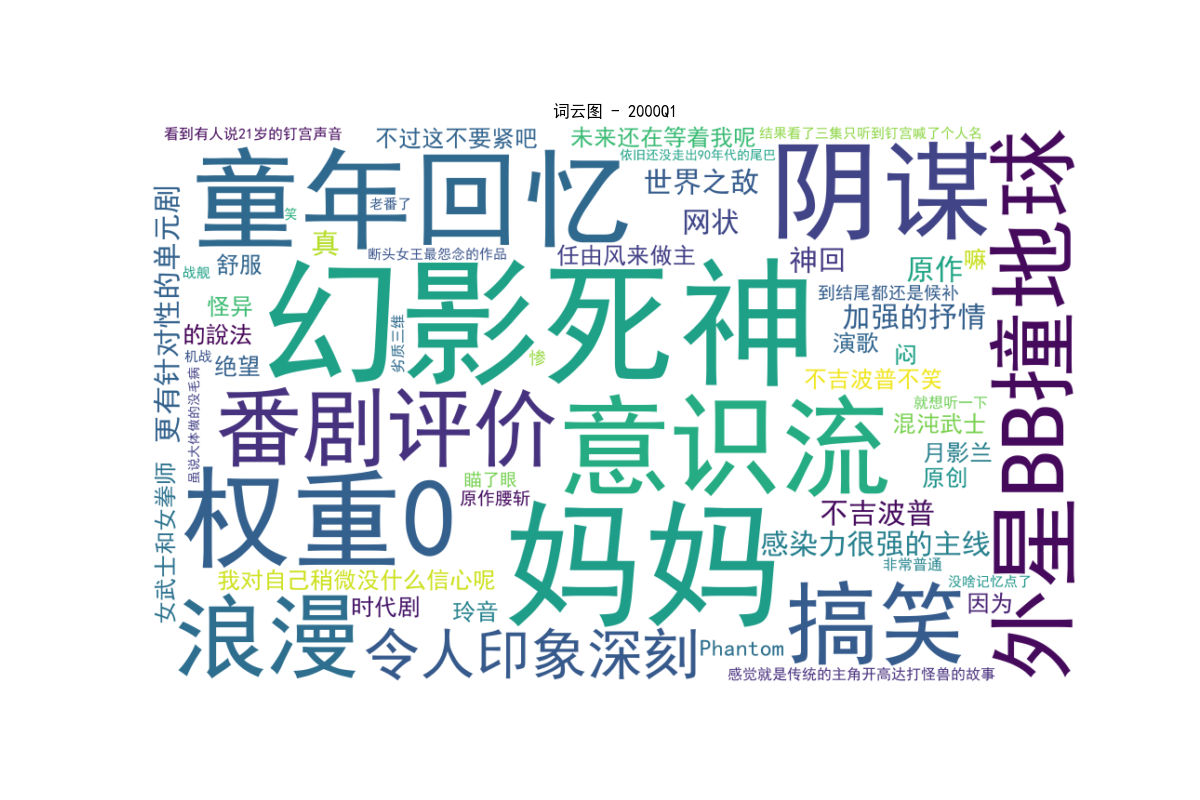 词云图 - 2000Q1
看到有人说21岁的钉宫声音
不过这不要紧吧
未来还在等着我呢
结果看了三集只听到钉宫喊了个人名
依旧还没走出90年代的尾巴
童年回忆
阴谋
外星BB撞地球
世界之敌
老番了
笑
网状
真
断头女王最怨念的作品
任由风来做主
神回
原作
嘛
更有针对性的单元剧
舒服
战舰
幻影死神
到结尾都还是候补
怪异
加强的抒情
的說法
劣质三维
演歌
机战
绝望
惨
闷
不吉波普不笑
虽说大体做的没毛病
番剧评价
意识流
就想听一下
混沌武士
月影兰
权重0
瞄了眼
原创
原作腰斩
女武士和女拳师
妈妈
不吉波普
感染力很强的主线
非常普通
我对自己稍微没什么信心呢
没啥记忆点了
浪漫
时代剧
玲音
搞笑
因为
令人印象深刻
Phantom
感觉就是传统的主角开高达打怪兽的故事